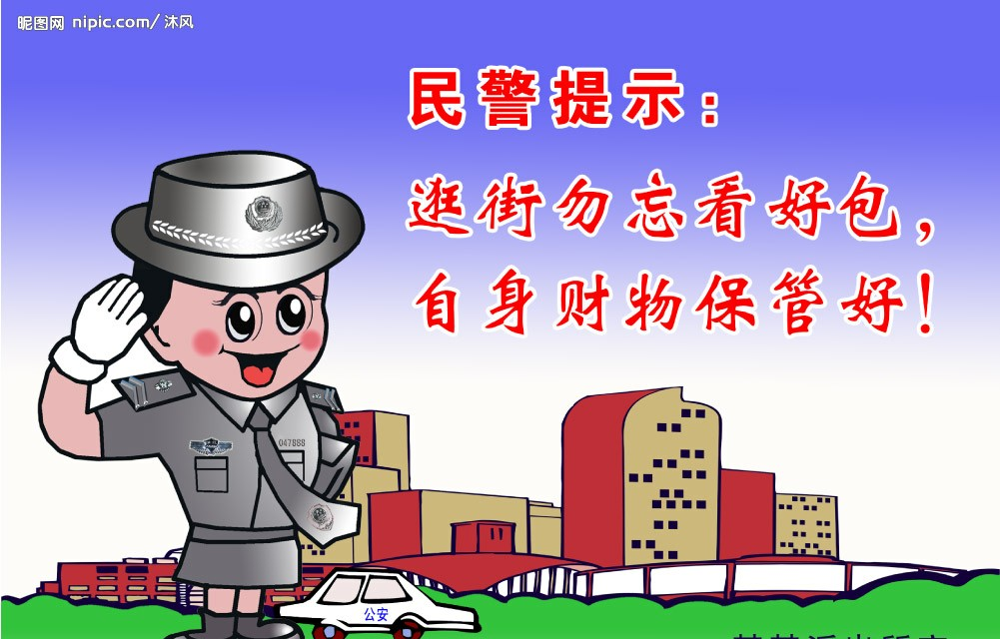 昵图网 nipic.com/沐风
民警提示：
逛街勿忘看好包，
自身财物保管好！
047888
公安